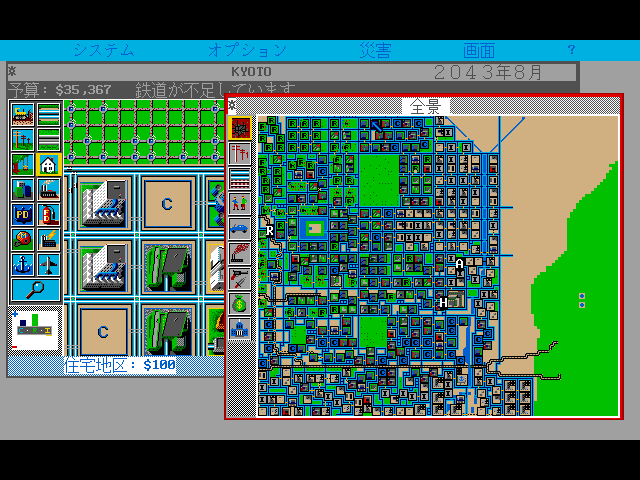 システム オプション 災害 画面 ?
KYOTO 2043年8月
予算: $35,367 鉄道が不足しています
全景
PD
C
C
R
A
H
住宅地区: $100